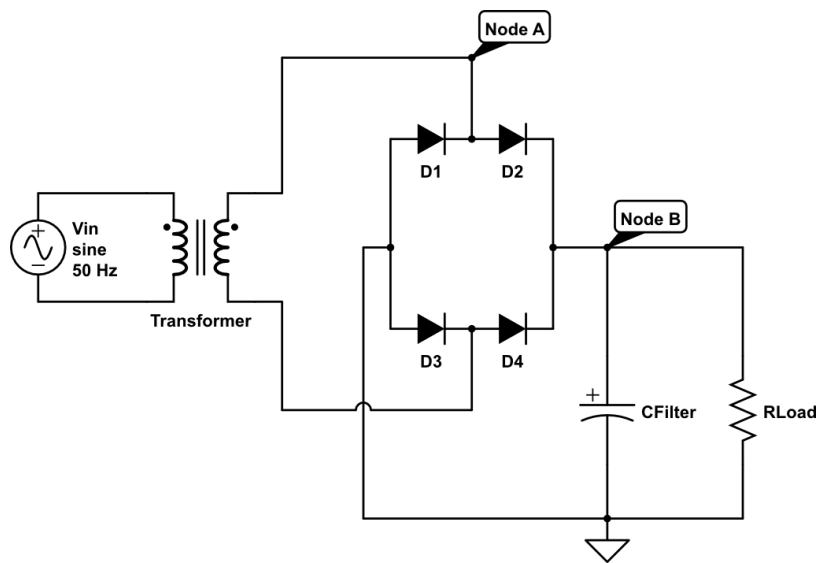 Node A
D1
D2
Vin
sine
50 Hz
Node B
Transformer
D3
D4
CFilter
RLoad